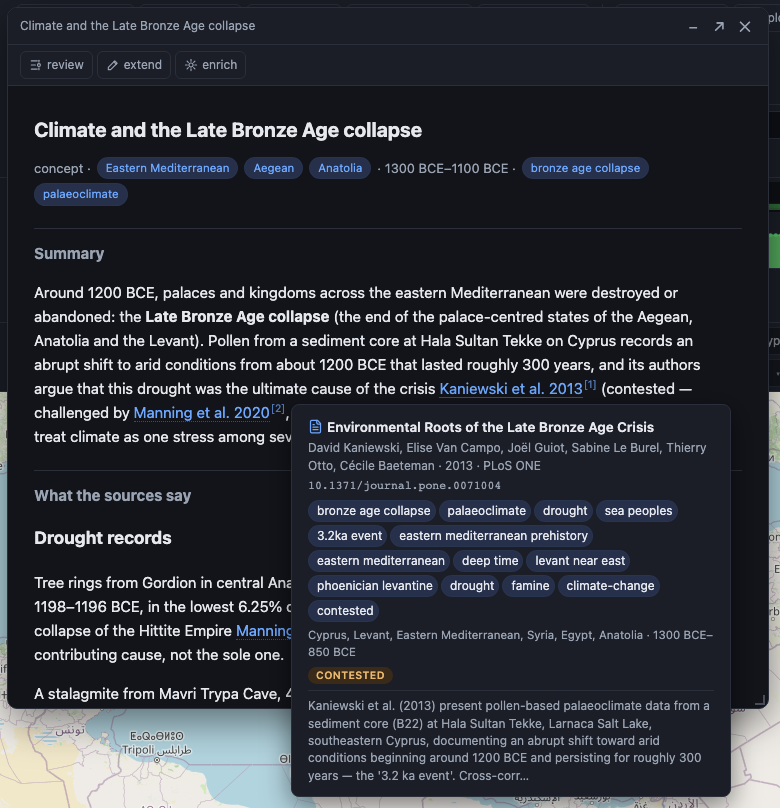 Climate and the Late Bronze Age collapse
review extend enrich
Climate and the Late Bronze Age collapse
concept · Eastern Mediterranean Aegean Anatolia · 1300 BCE–1100 BCE · bronze age collapse
palaeoclimate
Summary
Around 1200 BCE, palaces and kingdoms across the eastern Mediterranean were destroyed or
abandoned: the Late Bronze Age collapse (the end of the palace-centred states of the Aegean,
Anatolia and the Levant). Pollen from a sediment core at Hala Sultan Tekke on Cyprus records an
abrupt shift to arid conditions from about 1200 BCE that lasted roughly 300 years, and its authors
argue that this drought was the ultimate cause of the crisis Kaniewski et al. 2013[1] (contested —
challenged by Manning et al. 2020[2],
treat climate as one stress among
What the sources say
Drought records
Tree rings from Gordion in central
1198–1196 BCE, in the lowest 6.25%
collapse of the Hittite Empire Manning
contributing cause, not the sole one.
A stalagmite from Mavri Trypa Cave,
Environmental Roots of the Late Bronze Age Crisis
David Kaniewski, Elise Van Campo, Joël Guiot, Sabine Le Burel, Thierry
Otto, Cécile Baeteman · 2013 · PLoS ONE
10.1371/journal.pone.0071004
bronze age collapse palaeoclimate drought sea peoples
3.2ka event eastern mediterranean prehistory
eastern mediterranean deep time levant near east
phoenician levantine drought famine climate-change
contested
Cyprus, Levant, Eastern Mediterranean, Syria, Egypt, Anatolia · 1300 BCE–
850 BCE
CONTESTED
Kaniewski et al. (2013) present pollen-based palaeoclimate data from a
sediment core (B22) at Hala Sultan Tekke, Larnaca Salt Lake,
southeastern Cyprus, documenting an abrupt shift toward arid
conditions beginning around 1200 BCE and persisting for roughly 300
years — the '3.2 ka event'. Cross-corr...
تونس
Tripoli طرابلس